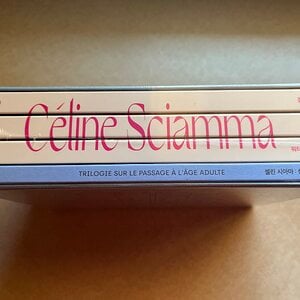 Céline Sciamma
TRILOGIE SUR LE PASSAGE À L'ÂGE ADULTE 셀린 시아마 :